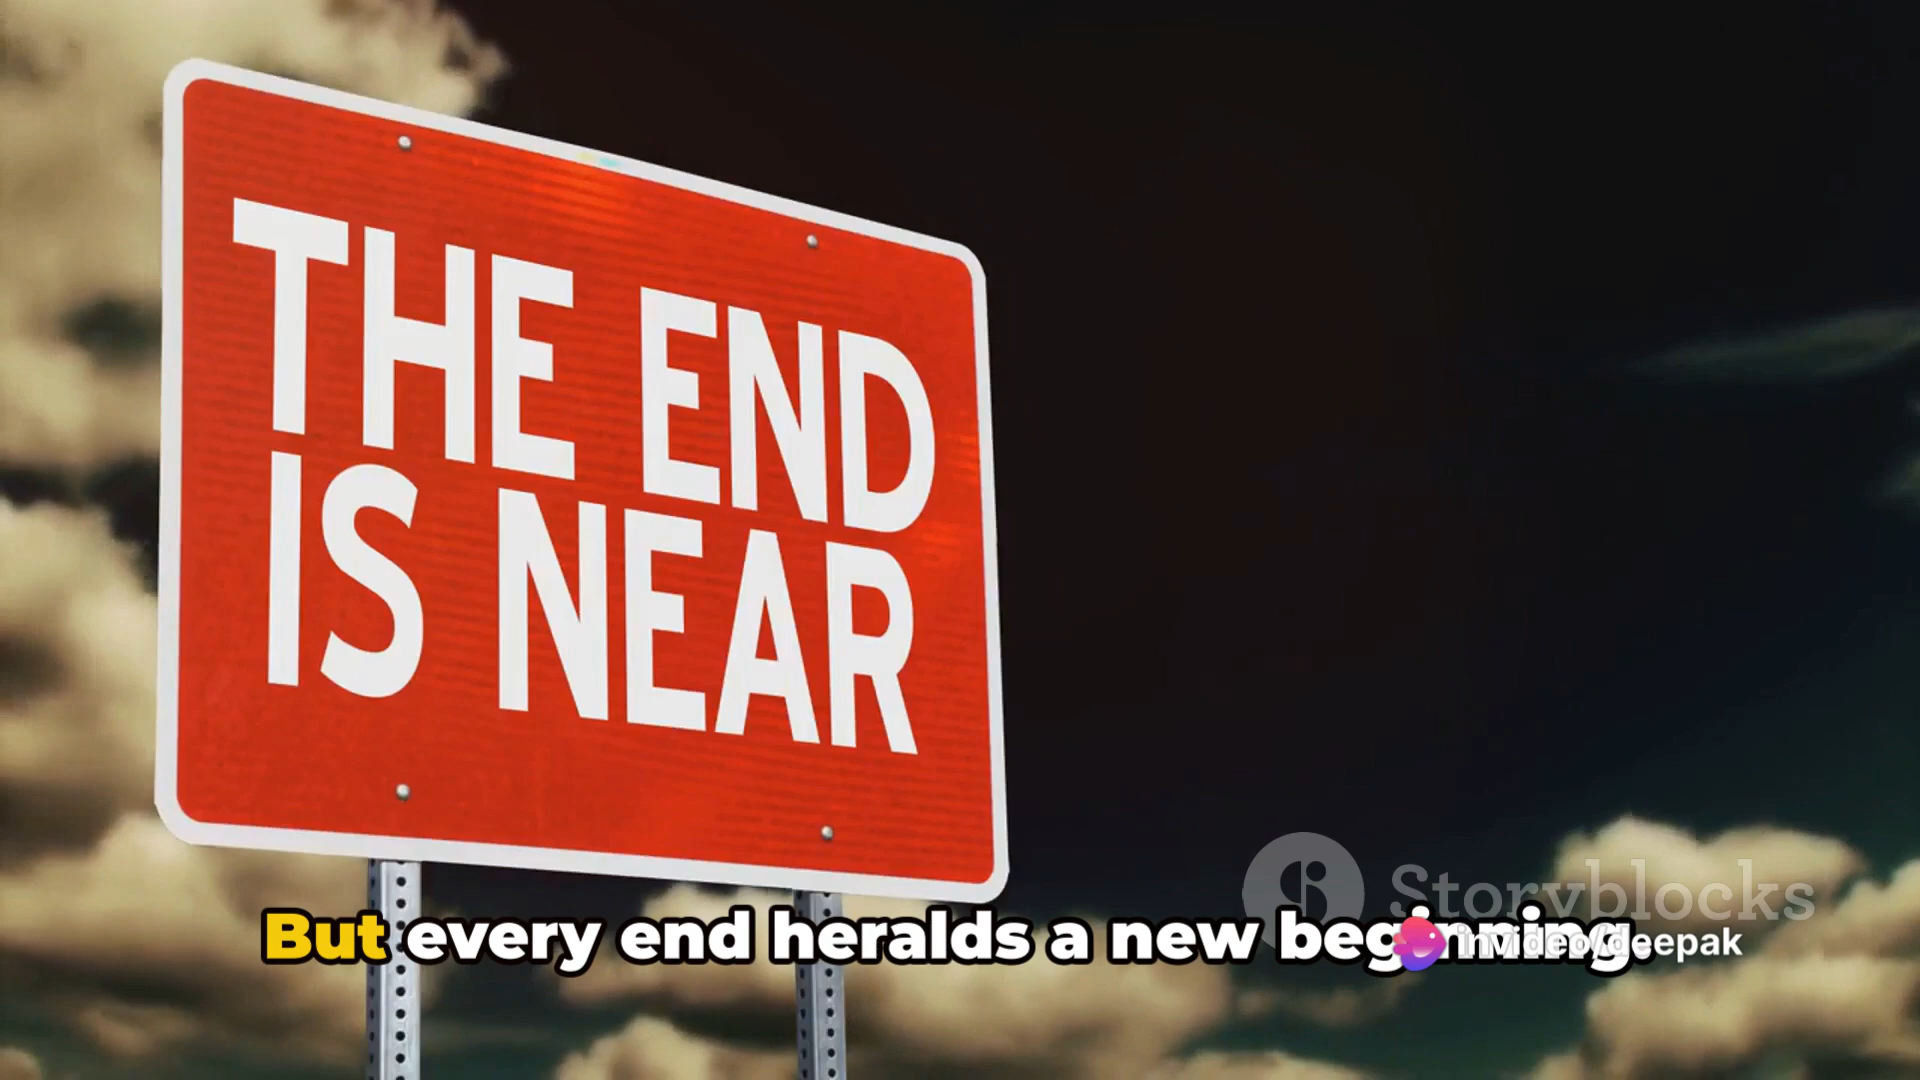 THE END
IS NEAR
Storyblocks
But every end heralds a new beginning.
invideo/deepak